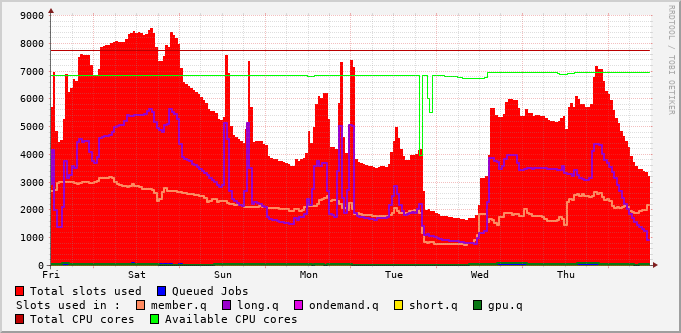 9000
8000
7000
6000
5000
4000
3000
2000
1000
0
Fri Sat Sun Mon Tue Wed Thu
RRDTOOL / TOBI OETIKER
Total slots used Queued Jobs
Slots used in : member.q long.q ondemand.q short.q gpu.q
Total CPU cores Available CPU cores